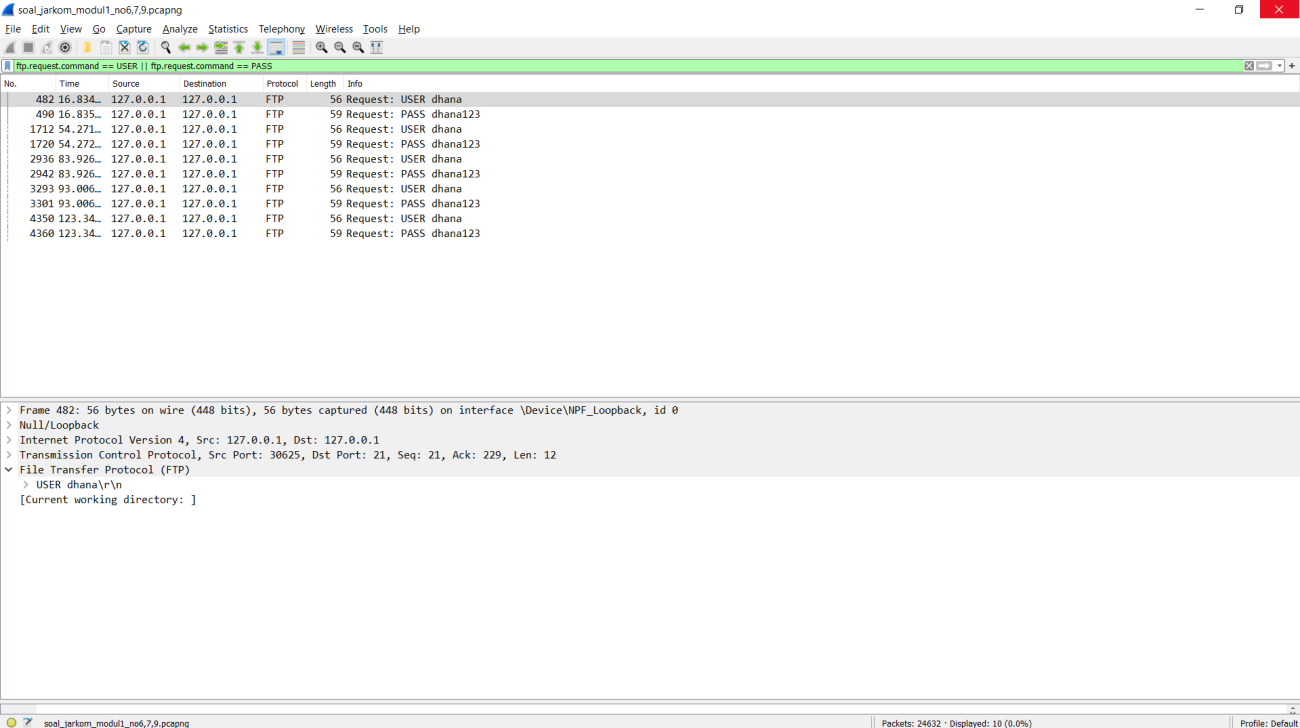 soal_jarkom_modul1_no6,7,9.pcapng
File Edit View Go Capture Analyze Statistics Telephony Wireless Tools Help
ftp.request.command == USER || ftp.request.command == PASS
No. Time Source Destination Protocol Length Info
482 16.834… 127.0.0.1 127.0.0.1 FTP 56 Request: USER dhana
490 16.835… 127.0.0.1 127.0.0.1 FTP 59 Request: PASS dhana123
1712 54.271… 127.0.0.1 127.0.0.1 FTP 56 Request: USER dhana
1720 54.272… 127.0.0.1 127.0.0.1 FTP 59 Request: PASS dhana123
2936 83.926… 127.0.0.1 127.0.0.1 FTP 56 Request: USER dhana
2942 83.926… 127.0.0.1 127.0.0.1 FTP 59 Request: PASS dhana123
3293 93.006… 127.0.0.1 127.0.0.1 FTP 56 Request: USER dhana
3301 93.006… 127.0.0.1 127.0.0.1 FTP 59 Request: PASS dhana123
4350 123.34… 127.0.0.1 127.0.0.1 FTP 56 Request: USER dhana
4360 123.34… 127.0.0.1 127.0.0.1 FTP 59 Request: PASS dhana123
Frame 482: 56 bytes on wire (448 bits), 56 bytes captured (448 bits) on interface \Device\NPF_Loopback, id 0
Null/Loopback
Internet Protocol Version 4, Src: 127.0.0.1, Dst: 127.0.0.1
Transmission Control Protocol, Src Port: 30625, Dst Port: 21, Seq: 21, Ack: 229, Len: 12
File Transfer Protocol (FTP)
USER dhana\r\n
[Current working directory: ]
soal_jarkom_modul1_no6,7,9.pcapng Packets: 24632 · Displayed: 10 (0.0%) Profile: Default